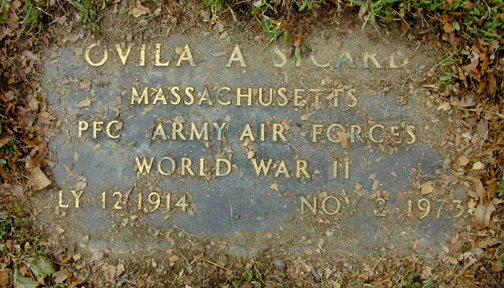 OVILA A SICARD
MASSACHUSETTS
PFC ARMY AIR FORCES
WORLD WAR II
LY 12 1914 NOV 2 1973